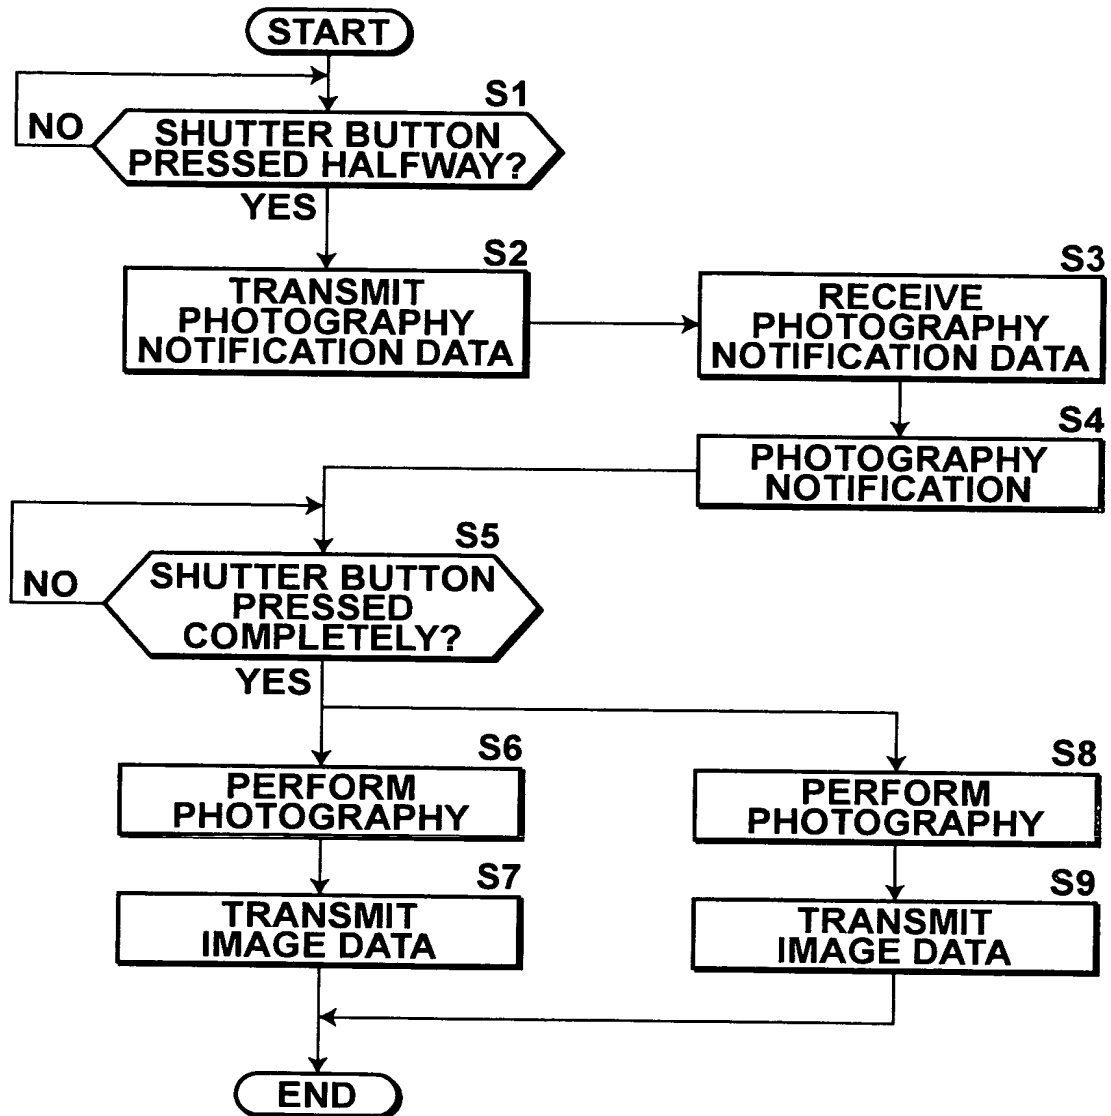 START
S1
NO
SHUTTER BUTTON
PRESSED HALFWAY?
YES
S2
TRANSMIT
PHOTOGRAPHY
NOTIFICATION DATA
S3
RECEIVE
PHOTOGRAPHY
NOTIFICATION DATA
S4
PHOTOGRAPHY
NOTIFICATION
S5
NO
SHUTTER BUTTON
PRESSED
COMPLETELY?
YES
S6
PERFORM
PHOTOGRAPHY
S8
PERFORM
PHOTOGRAPHY
S7
TRANSMIT
IMAGE DATA
S9
TRANSMIT
IMAGE DATA
END